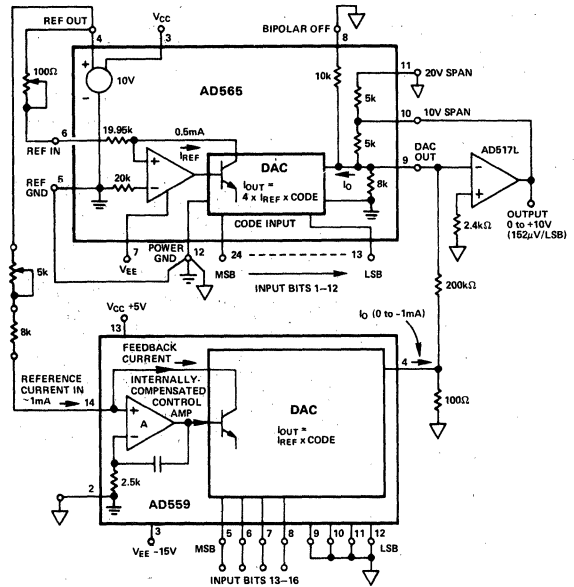 REF OUT
4
VCC
3
BIPOLAR OFF
8
100Ω
+
10V
−
AD565
10k
11
20V SPAN
5k
10
10V SPAN
6
19.95k
0.5mA
5k
AD517L
REF IN
IREF
DAC
9
DAC
OUT
REF
GND
5
20k
+
−
IOUT =
4 x IREF x CODE
IO
8k
−
+
CODE INPUT
2.4kΩ
OUTPUT
0 to +10V
(152µV/LSB)
7
VEE
POWER
GND
12
24
13
MSB
LSB
INPUT BITS 1–12
5k
200kΩ
8k
VCC +5V
13
IO (0 to -1mA)
FEEDBACK
CURRENT
4
REFERENCE
CURRENT IN
~1mA
14
INTERNALLY-
COMPENSATED
CONTROL
AMP
+
A
−
DAC
IOUT =
IREF x CODE
100Ω
2.5k
2
AD559
3
VEE -15V
5
6
7
8
9
10
11
12
MSB
LSB
INPUT BITS 13–16